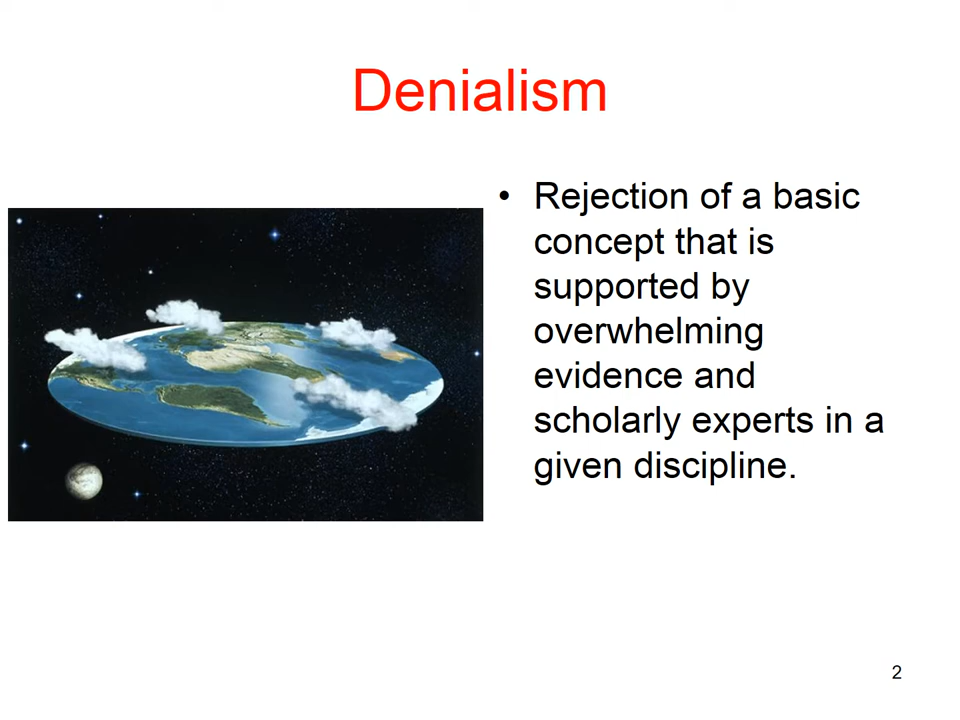 Denialism
• Rejection of a basic
concept that is
supported by
overwhelming
evidence and
scholarly experts in a
given discipline.
2